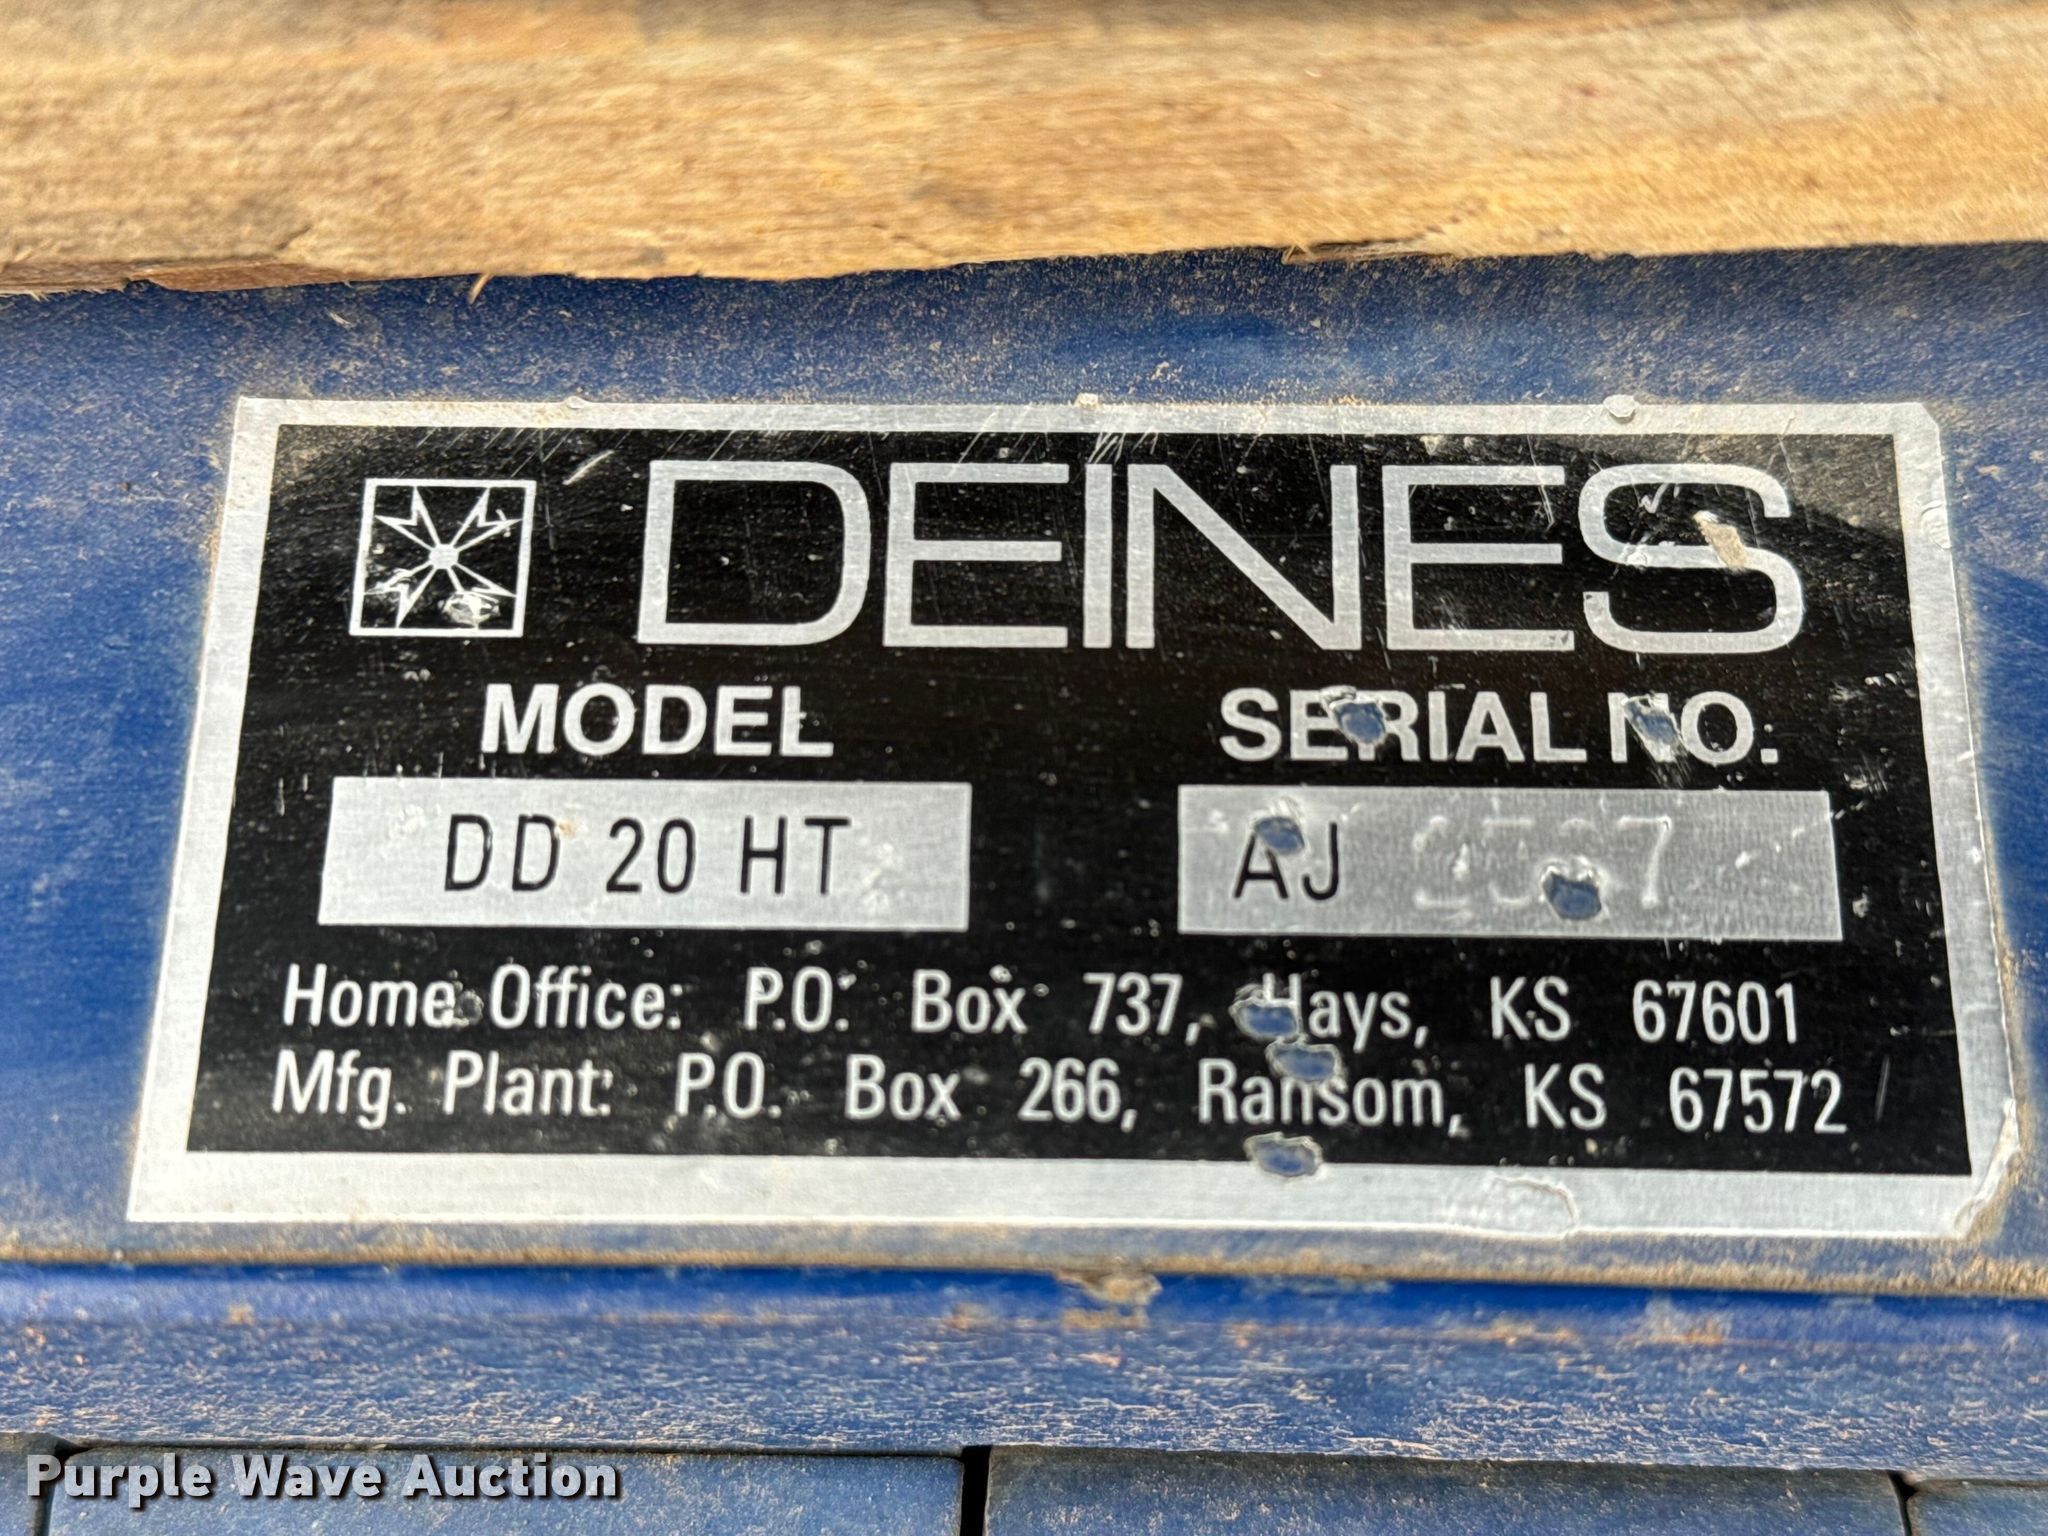 DEINES
MODEL SERIAL NO.
DD 20 HT AJ
Home Office: P.O. Box 737, Hays, KS 67601
Mfg. Plant: P.O. Box 266, Ransom, KS 67572
Purple Wave Auction